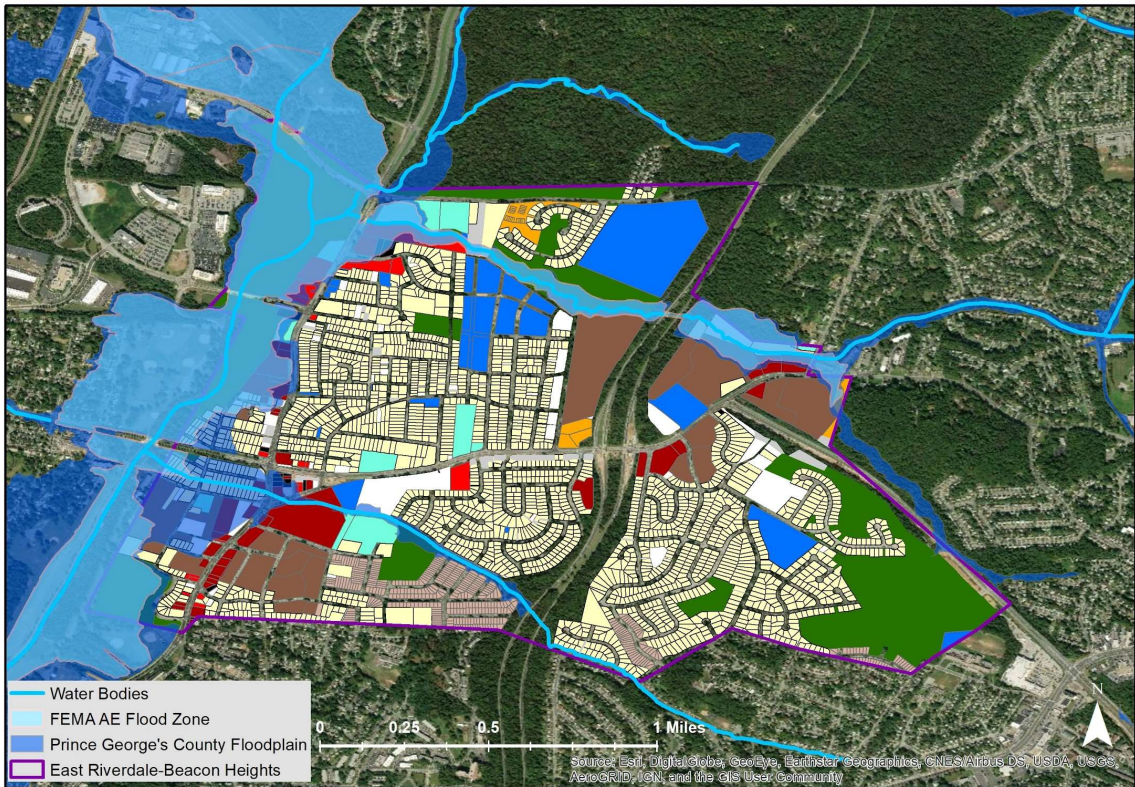 Water Bodies
FEMA AE Flood Zone
Prince George's County Floodplain
East Riverdale-Beacon Heights
0 0.25 0.5 1 Miles
N
Source: Esri, DigitalGlobe, GeoEye, Earthstar Geographics, CNES/Airbus DS, USDA, USGS,
AeroGRID, IGN, and the GIS User Community